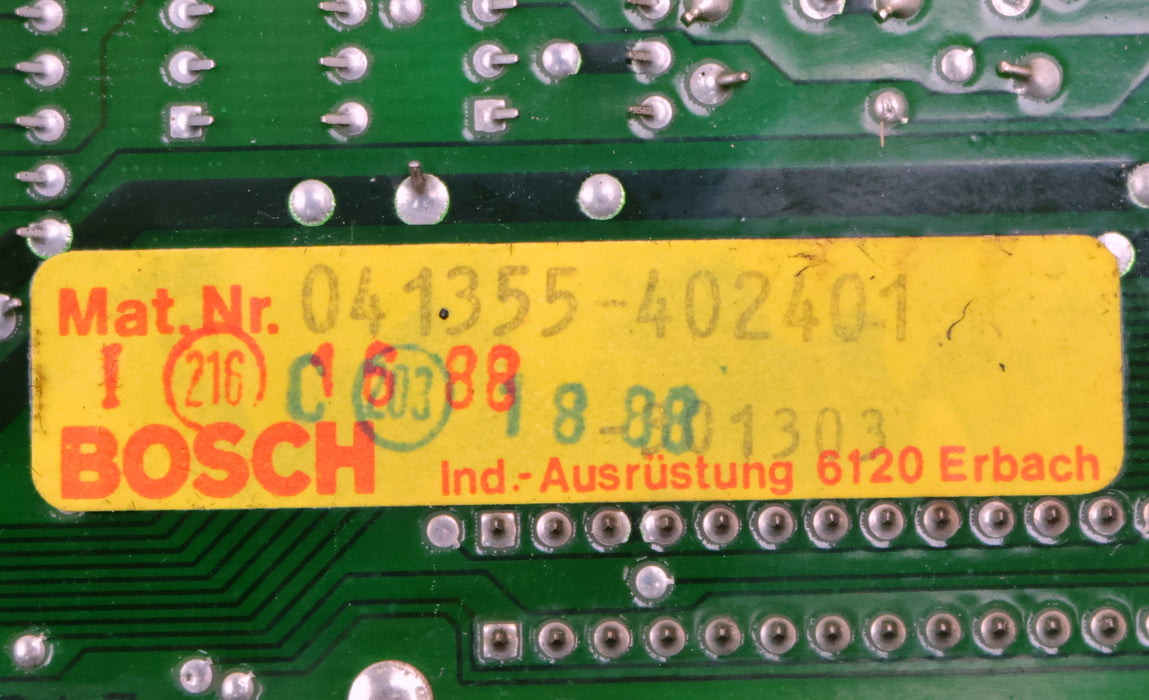 Mat.Nr. 041355-402401
I 216 16 88
C 203 18 88
-001303
BOSCH Ind.-Ausrüstung 6120 Erbach